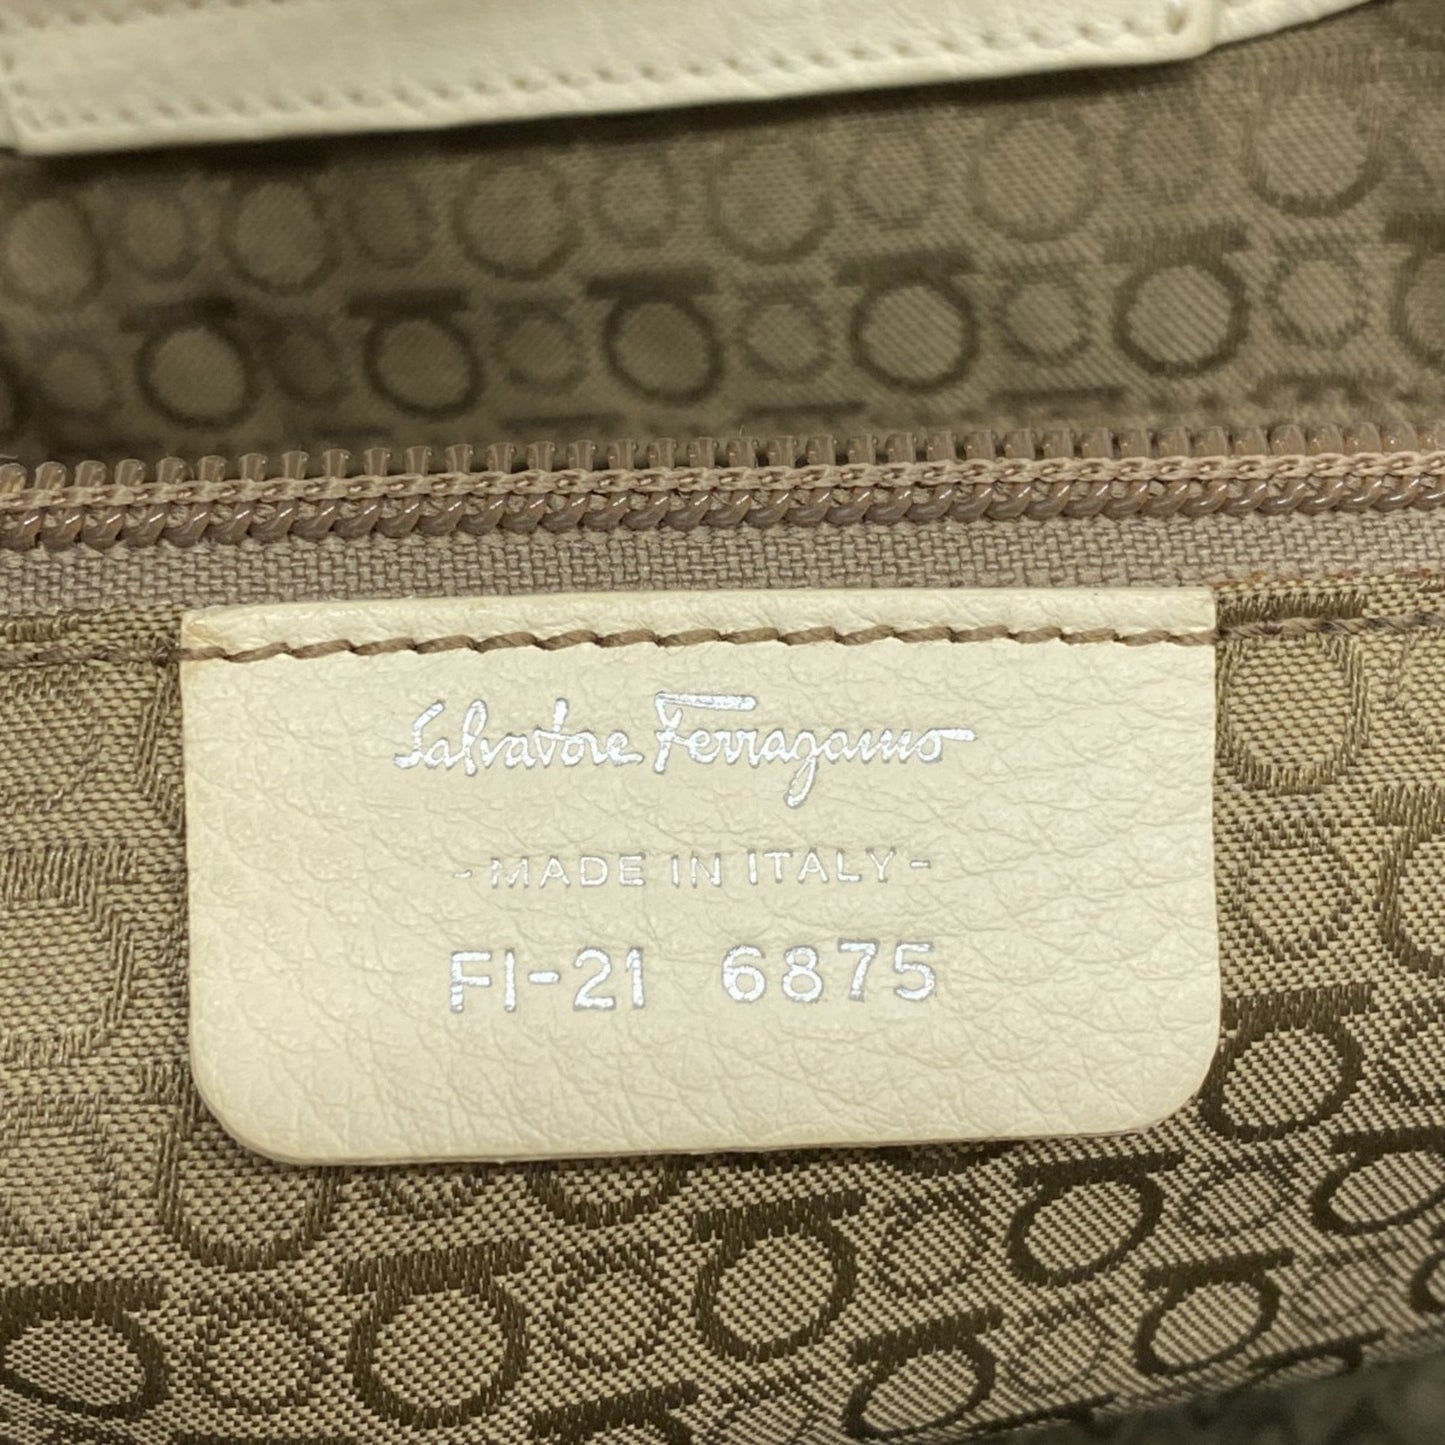 Salvatore Ferragamo
- MADE IN ITALY -
FI-21 6875